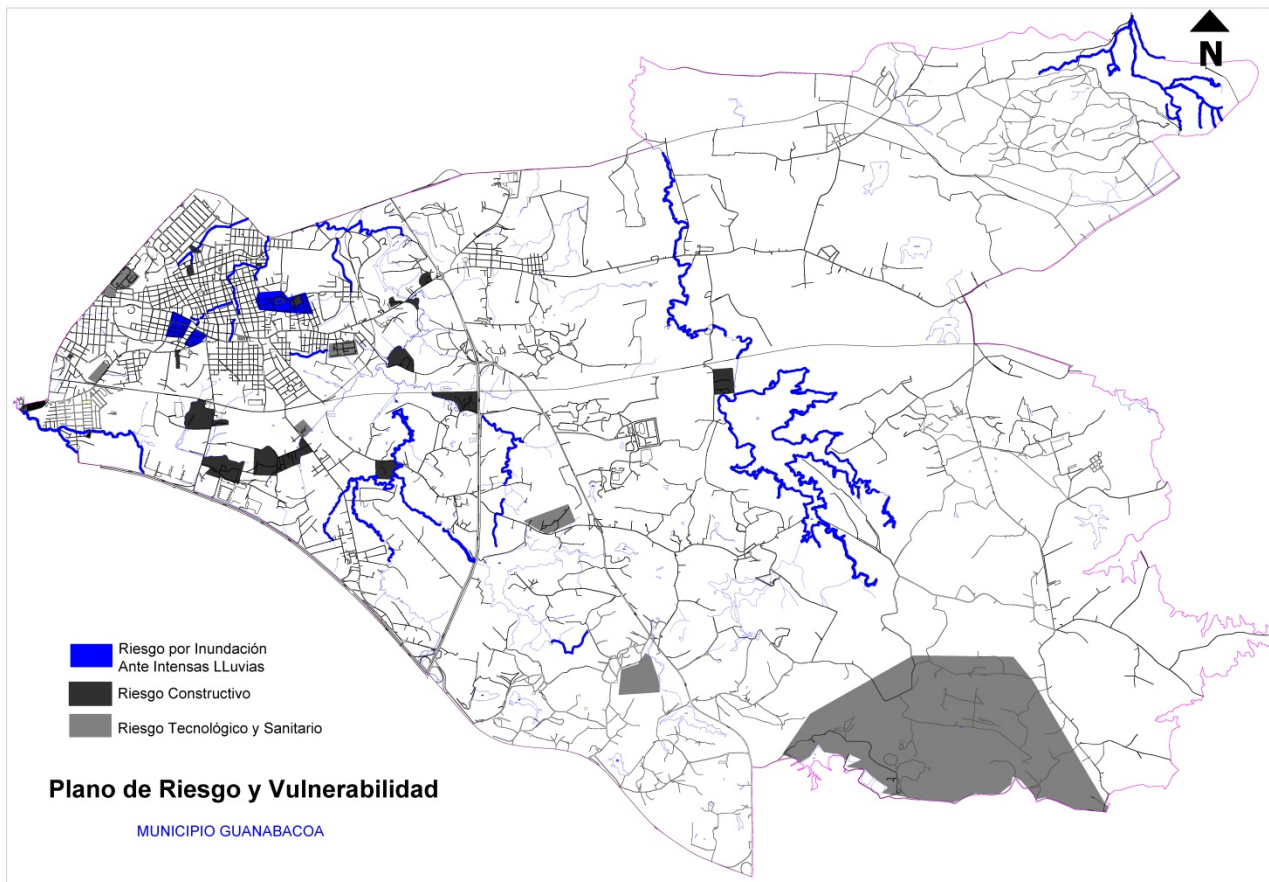 N
Riesgo por Inundación
Ante Intensas LLuvias
Riesgo Constructivo
Riesgo Tecnológico y Sanitario
Plano de Riesgo y Vulnerabilidad
MUNICIPIO GUANABACOA